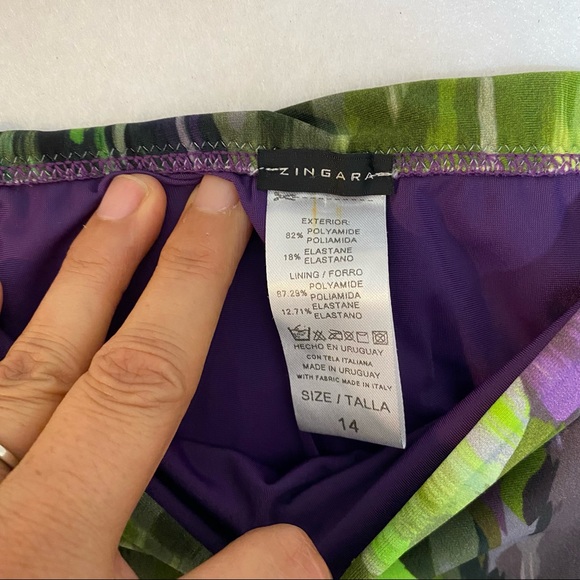 ZINGARA
EXTERIOR:
82% POLYAMIDE
POLIAMIDA
18% ELASTANE
ELASTANO
LINING / FORRO
87.29% POLYAMIDE
POLIAMIDA
12.71% ELASTANE
ELASTANO
HECHO EN URUGUAY
CON TELA ITALIANA
MADE IN URUGUAY
WITH FABRIC MADE IN ITALY
SIZE / TALLA
14